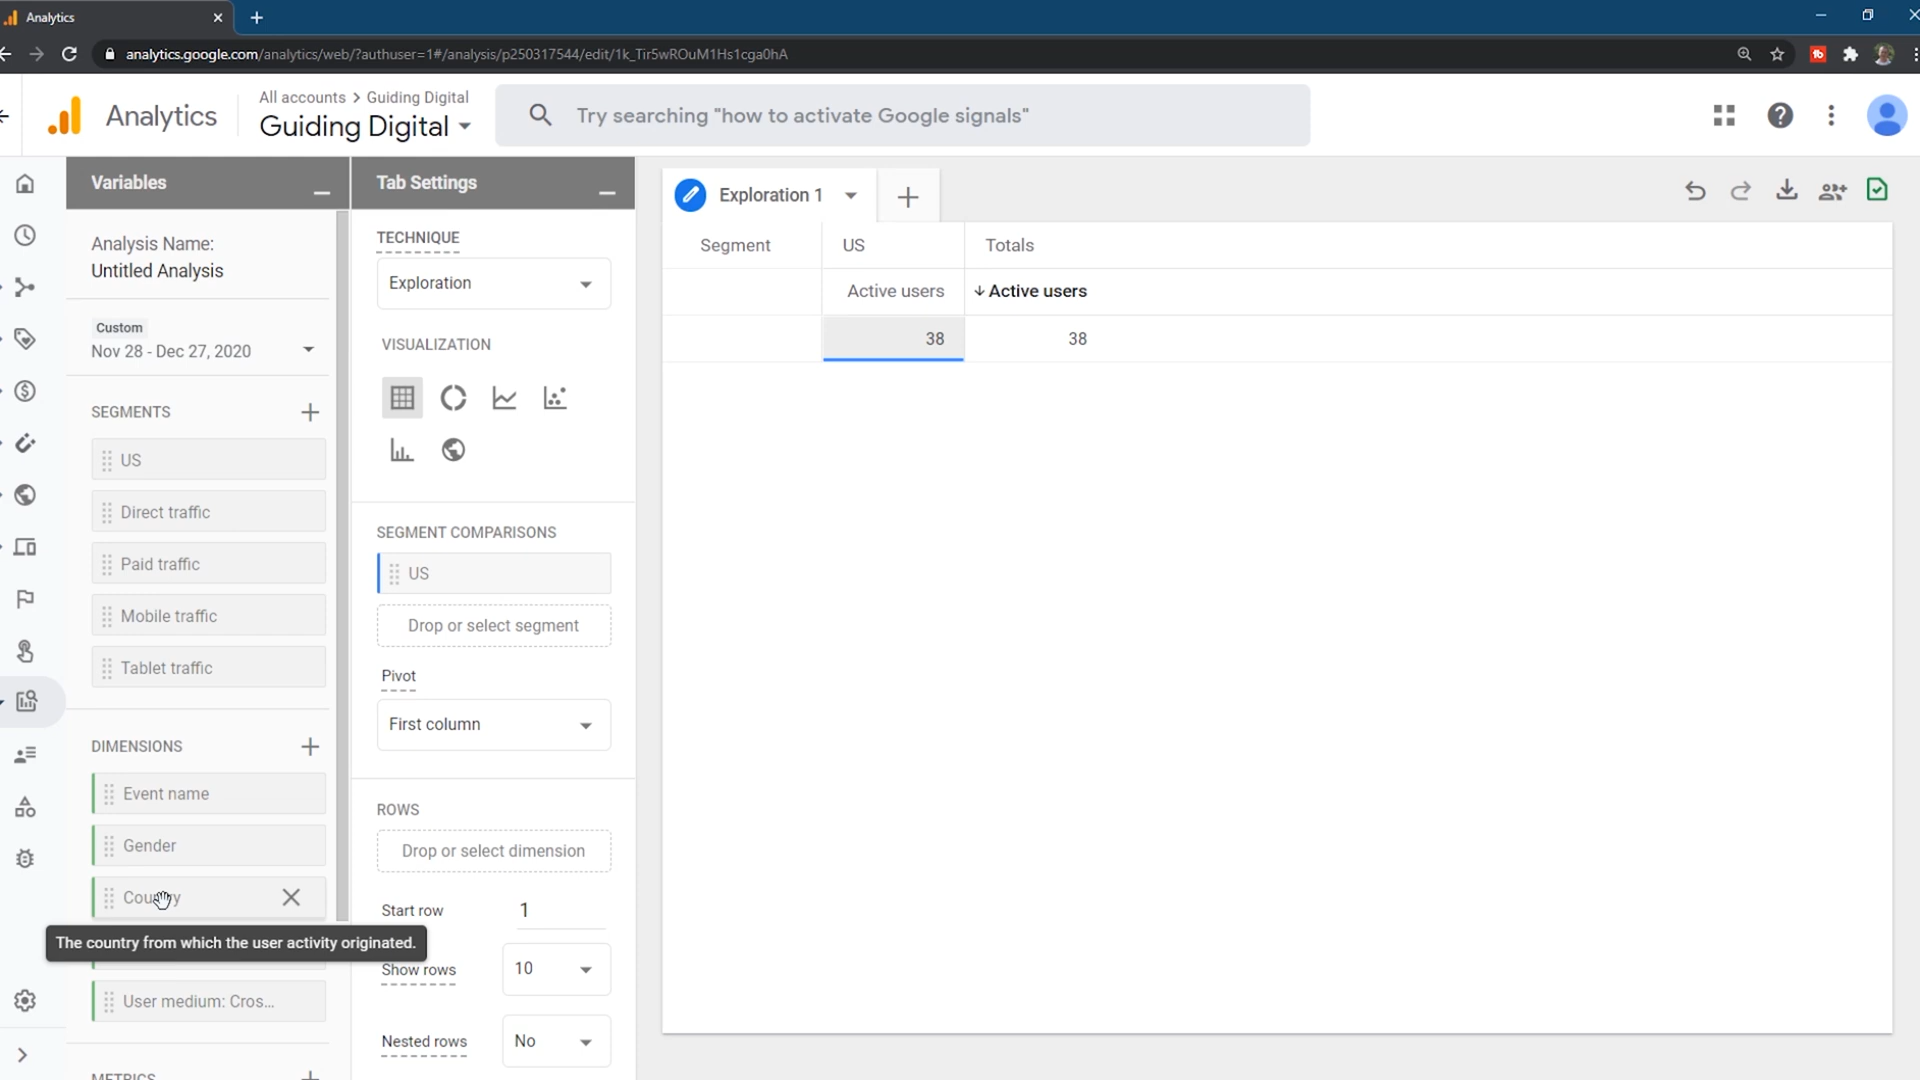 Analytics
analytics.google.com/analytics/web/?authuser=1#/analysis/p250317544/edit/1k_Tir5wROuM1Hs1cga0hA
Analytics
All accounts > Guiding Digital
Guiding Digital
Try searching "how to activate Google signals"
Variables
Analysis Name:
Untitled Analysis
Custom
Nov 28 - Dec 27, 2020
SEGMENTS
US
Direct traffic
Paid traffic
Mobile traffic
Tablet traffic
DIMENSIONS
Event name
Gender
Country
The country from which the user activity originated.
User medium: Cros...
METRICS
Tab Settings
TECHNIQUE
Exploration
VISUALIZATION
SEGMENT COMPARISONS
US
Drop or select segment
Pivot
First column
ROWS
Drop or select dimension
Start row 1
Show rows 10
Nested rows No
Exploration 1
Segment US Totals
Active users Active users
38 38